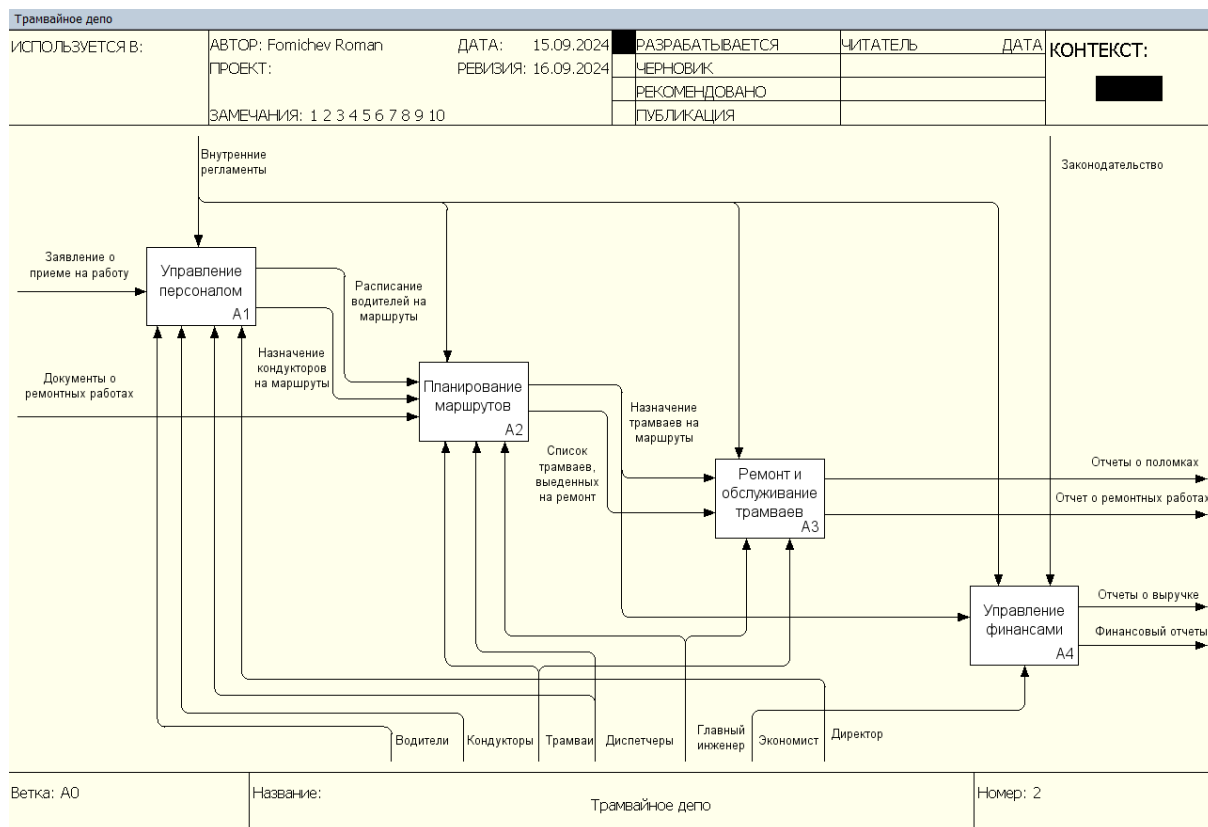 Трамвайное депо
ИСПОЛЬЗУЕТСЯ В:
АВТОР: Fomichev Roman
ДАТА: 15.09.2024
РАЗРАБАТЫВАЕТСЯ
ЧИТАТЕЛЬ
ДАТА
КОНТЕКСТ:
ПРОЕКТ:
РЕВИЗИЯ: 16.09.2024
ЧЕРНОВИК
РЕКОМЕНДОВАНО
ЗАМЕЧАНИЯ: 1 2 3 4 5 6 7 8 9 10
ПУБЛИКАЦИЯ
Внутренние
регламенты
Законодательство
Заявление о
приеме на работу
Управление
персоналом
A1
Расписание
водителей на
маршруты
Назначение
кондукторов
на маршруты
Документы о
ремонтных работах
Планирование
маршрутов
A2
Назначение
трамваев на
маршруты
Список
трамваев,
выеденных
на ремонт
Ремонт и
обслуживание
трамваев
A3
Отчеты о поломках
Отчет о ремонтных работах
Управление
финансами
A4
Отчеты о выручке
Финансовый отчеты
Водители
Кондукторы
Трамваи
Диспетчеры
Главный
инженер
Экономист
Директор
Ветка: A0
Название:
Трамвайное депо
Номер: 2